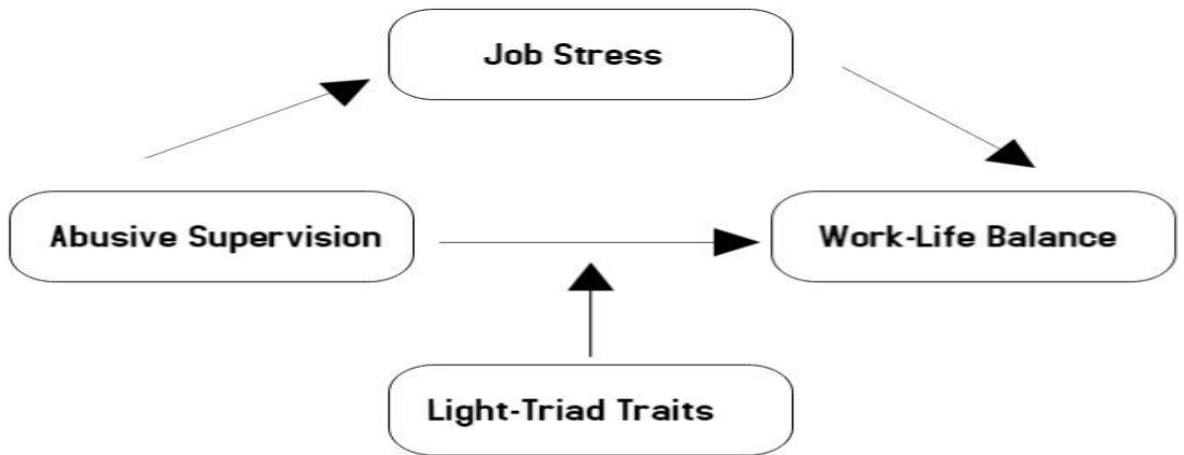 Job Stress
Abusive Supervision
Work-Life Balance
Light-Triad Traits